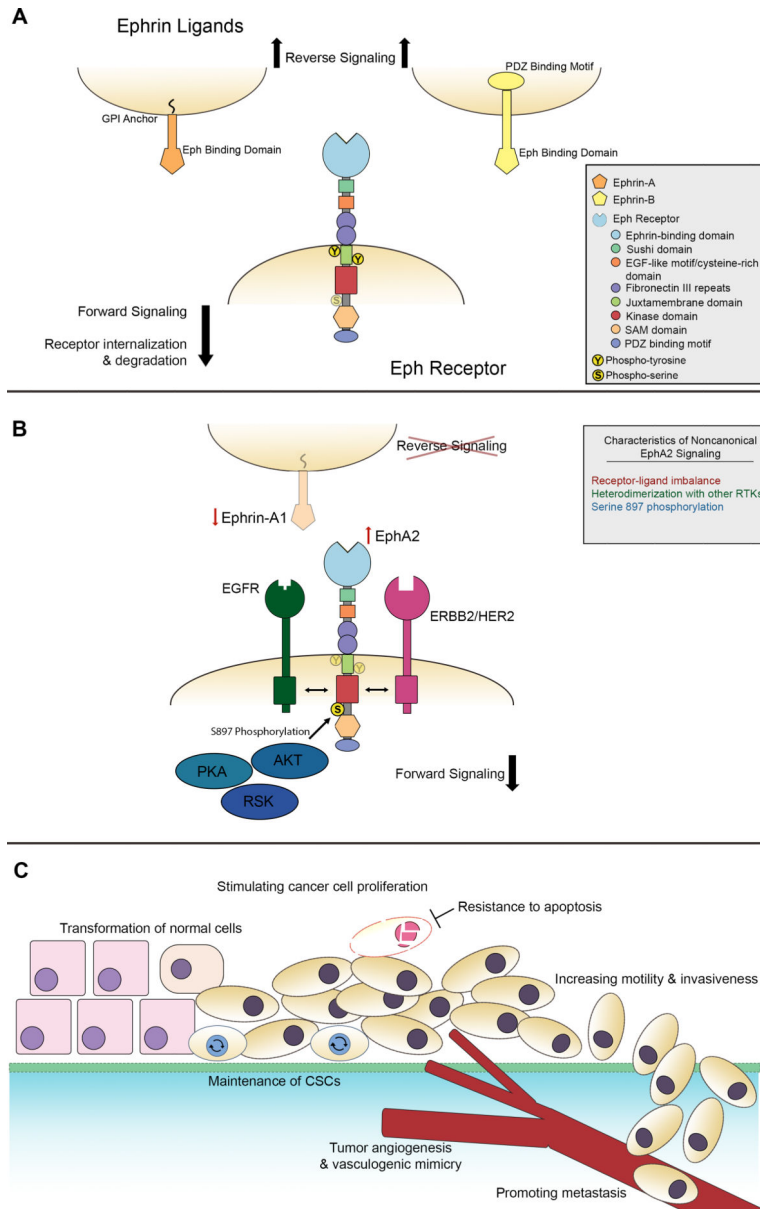 A
Ephrin Ligands
Reverse Signaling
PDZ Binding Motif
GPI Anchor
Eph Binding Domain
Eph Binding Domain
Y
Y
S
Forward Signaling
Receptor internalization
& degradation
Eph Receptor
Ephrin-A
Ephrin-B
Eph Receptor
Ephrin-binding domain
Sushi domain
EGF-like motif/cysteine-rich
domain
Fibronectin III repeats
Juxtamembrane domain
Kinase domain
SAM domain
PDZ binding motif
Y Phospho-tyrosine
S Phospho-serine
B
Reverse Signaling
Characteristics of Noncanonical
EphA2 Signaling
Receptor-ligand imbalance
Heterodimerization with other RTKs
Serine 897 phosphorylation
Ephrin-A1
EphA2
EGFR
ERBB2/HER2
Y
Y
S
S897 Phosphorylation
PKA
AKT
RSK
Forward Signaling
C
Stimulating cancer cell proliferation
Resistance to apoptosis
Transformation of normal cells
Increasing motility & invasiveness
Maintenance of CSCs
Tumor angiogenesis
& vasculogenic mimicry
Promoting metastasis